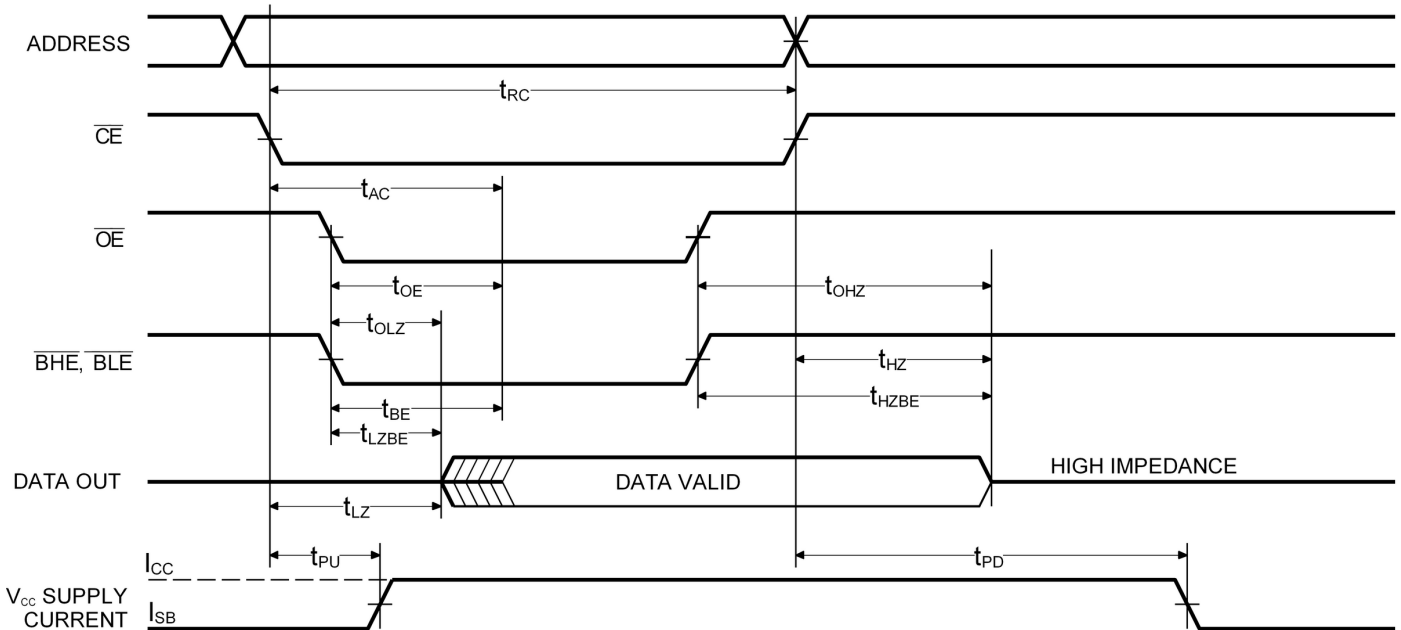 ADDRESS
tRC
CE
tAC
OE
tOE
tOHZ
tOLZ
BHE, BLE
tHZ
tBE
tHZBE
tLZBE
DATA OUT
DATA VALID
HIGH IMPEDANCE
tLZ
tPU
tPD
ICC
VCC SUPPLY
CURRENT
ISB